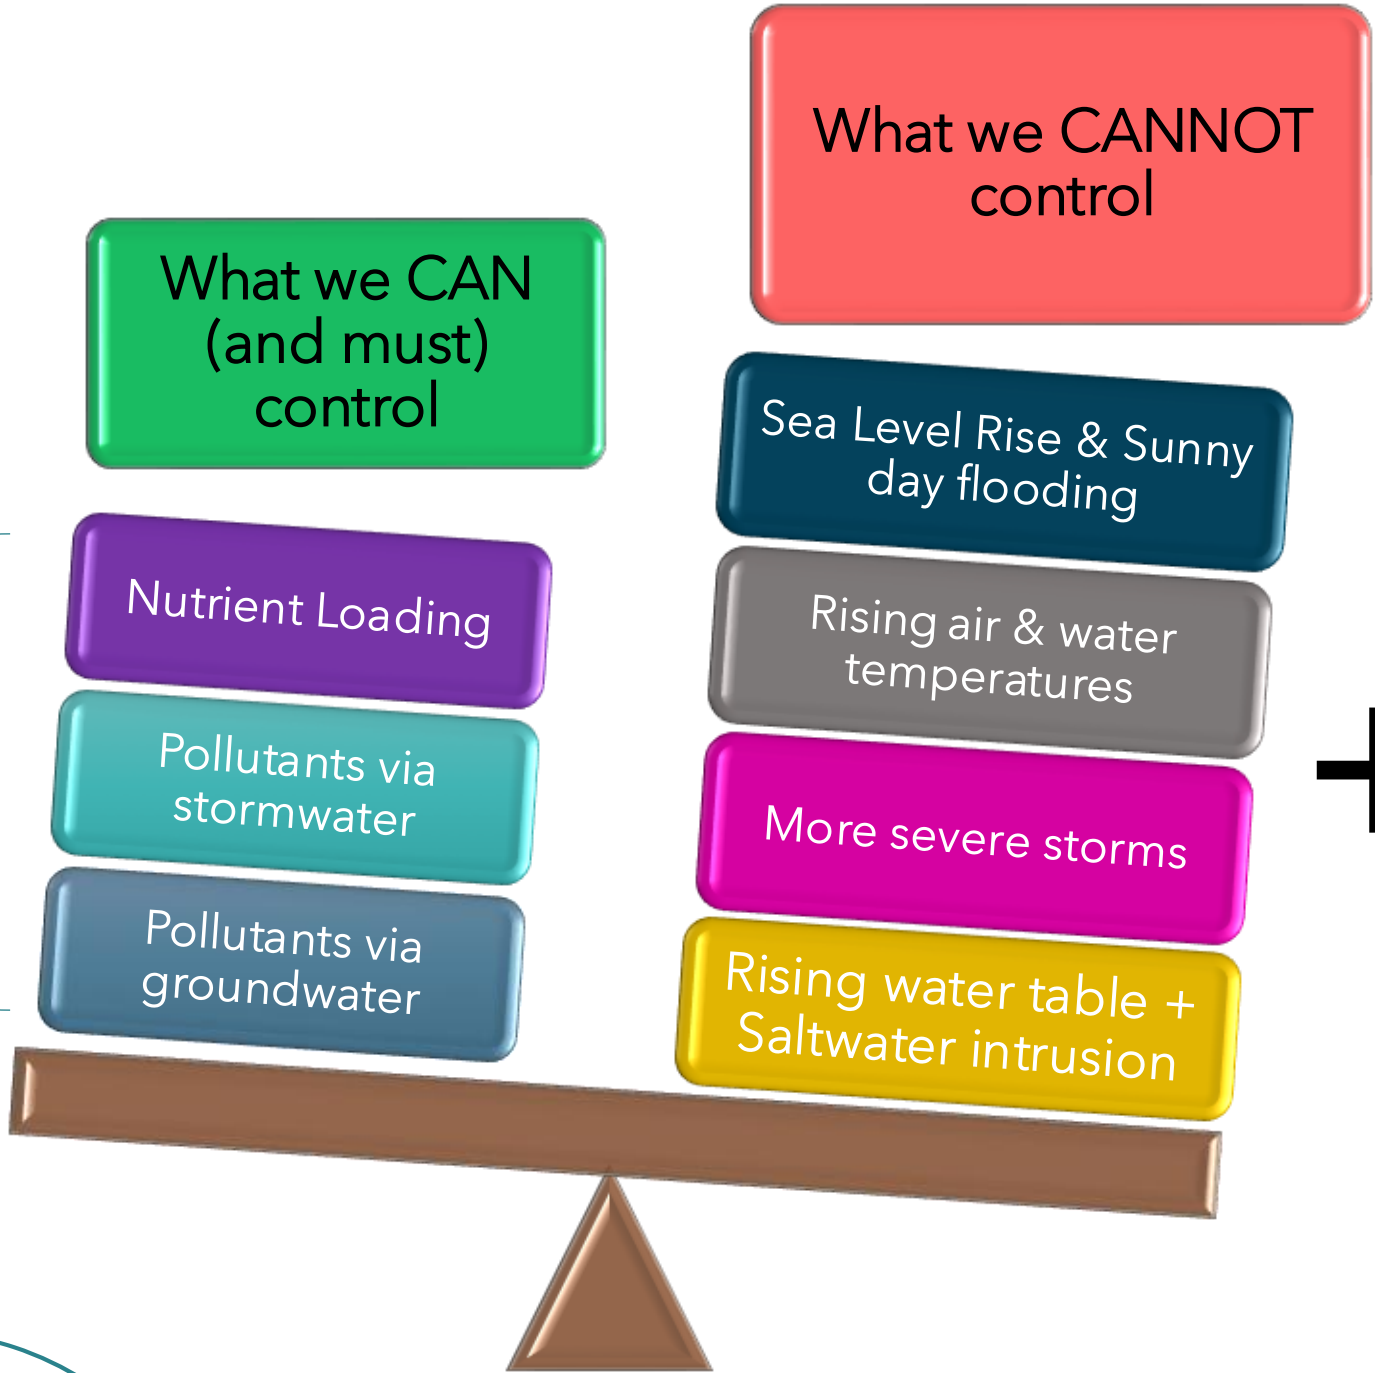 What we CAN
(and must)
control
Nutrient Loading
Pollutants via
stormwater
Pollutants via
groundwater
What we CANNOT
control
Sea Level Rise & Sunny
day flooding
Rising air & water
temperatures
More severe storms
Rising water table +
Saltwater intrusion